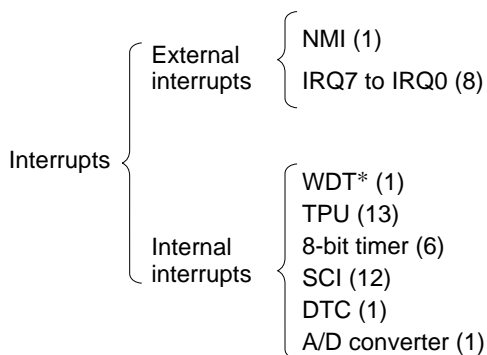 Interrupts
External
interrupts
NMI (1)
IRQ7 to IRQ0 (8)
Internal
interrupts
WDT* (1)
TPU (13)
8-bit timer (6)
SCI (12)
DTC (1)
A/D converter (1)